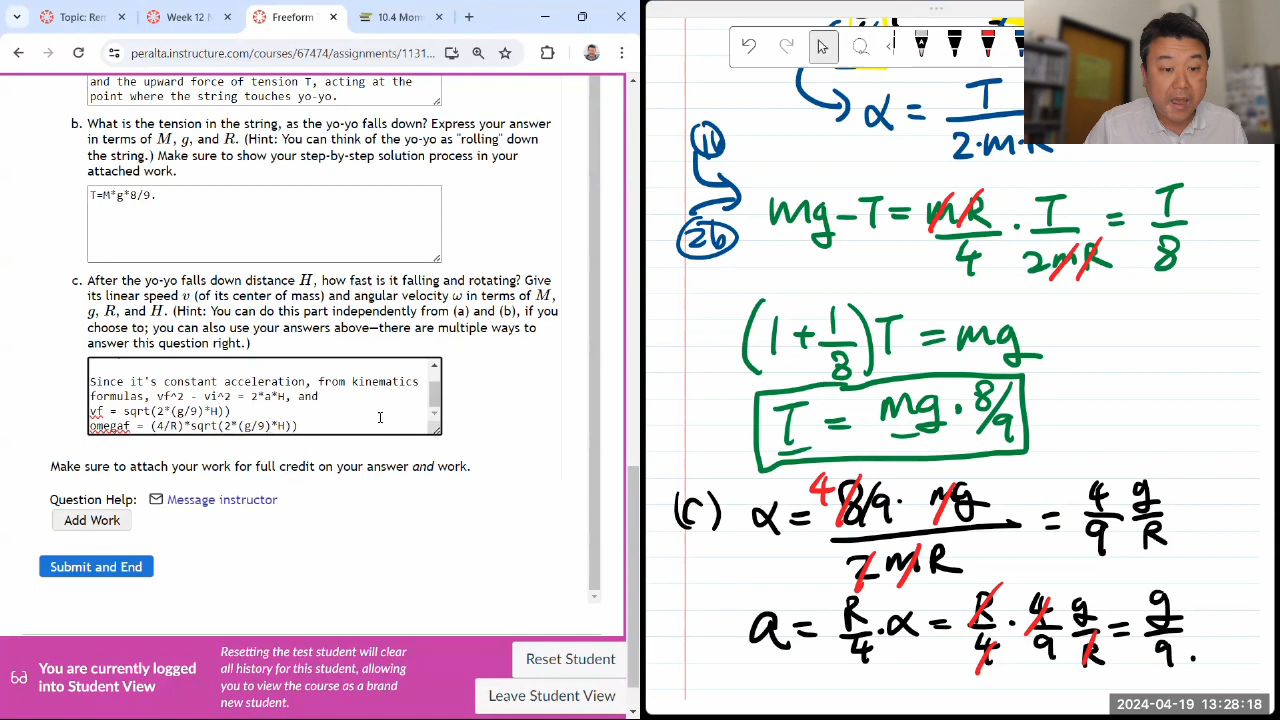 Topic: Ren
Week 12
Freeform
10.4 Mom
peralta.instructure.com/courses/67765/assignments/11131.
and the upward force of tension T, acting at the
point where the string touches yo-yo.
b. What is the tension in the string, as the yo-yo falls down? Express your answer
in terms of M, g, and R. (Hint: You can think of the yo-yo as "rolling" down
the string.) Make sure to show your step-by-step solution process in your
attached work.
T=M*g*8/9.
c. After the yo-yo falls down distance H, how fast is it falling and rotating? Give
its linear speed v (of its center of mass) and angular velocity ω in terms of M,
g, R, and H. (Hint: You can do this part independently from (a) and (b), if you
choose to; you can also use your answers above—there are multiple ways to
answer this question right.)
Since it's constant acceleration, from kinematics
formulas, vf^2 - vi^2 = 2*a*h, and
vf = sqrt(2*(g/9)*H))
omegaf = (4/R)*sqrt(2*(g/9)*H))
Make sure to attach your work for full credit on your answer and work.
Question Help: Message instructor
Add Work
Submit and End
You are currently logged
into Student View
Resetting the test student will clear
all history for this student, allowing
you to view the course as a brand
new student.
Reset Student
Leave Student View
α = T / 2·m·R
26
mg - T = mR/4 · T/2mR = T/8
(1 + 1/8)T = mg
T = mg · 8/9
(c) α = 4 8/9 · mg / 2mR = 4/9 g/R
a = R/4 · α = R/4 · 4/9 g/R = g/9 .
2024-04-19 13:28:18